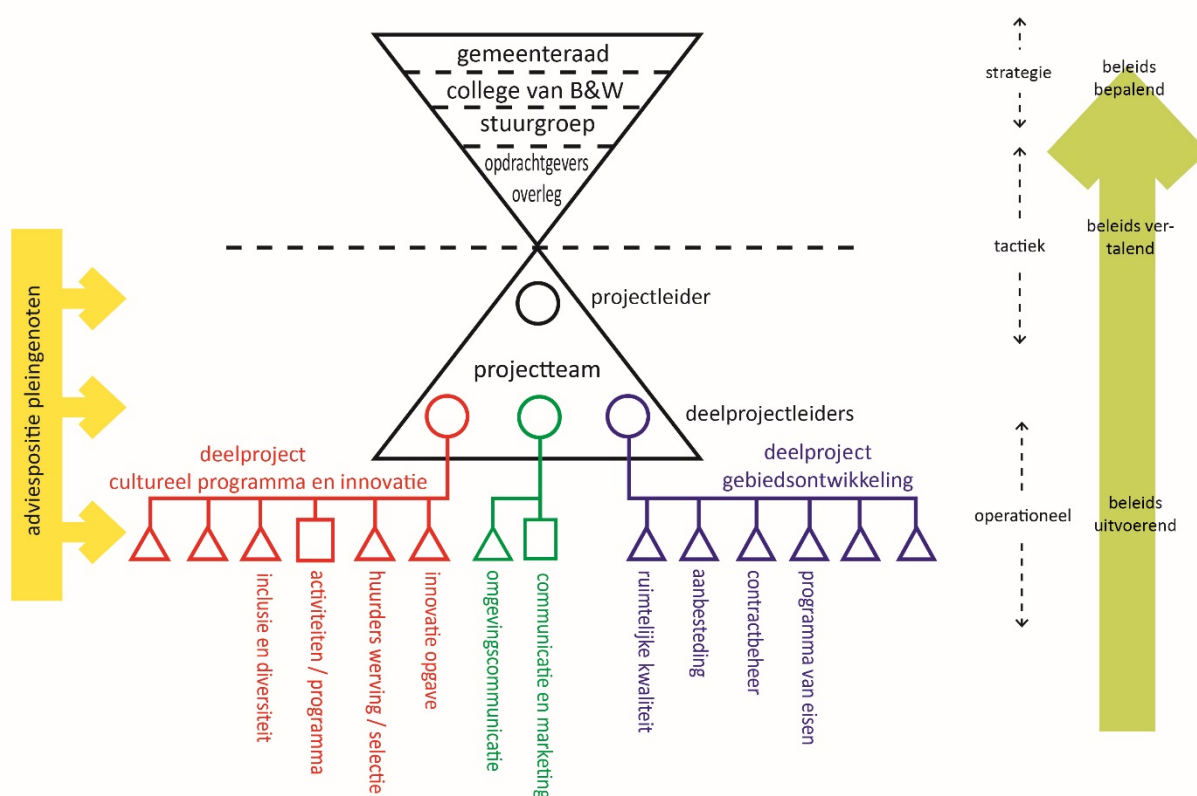 gemeenteraad
college van B&W
stuurgroep
opdrachtgevers
overleg
strategie
beleids
bepalend
tactiek
beleids ver-
talend
adviespositie pleingenoten
projectleider
projectteam
deelprojectleiders
deelproject
cultureel programma en innovatie
deelproject
gebiedsontwikkeling
operationeel
beleids
uitvoerend
inclusie en diversiteit
activiteiten / programma
huurders werving / selectie
innovatie opgave
omgevingscommunicatie
communicatie en marketing
ruimtelijke kwaliteit
aanbesteding
contractbeheer
programma van eisen